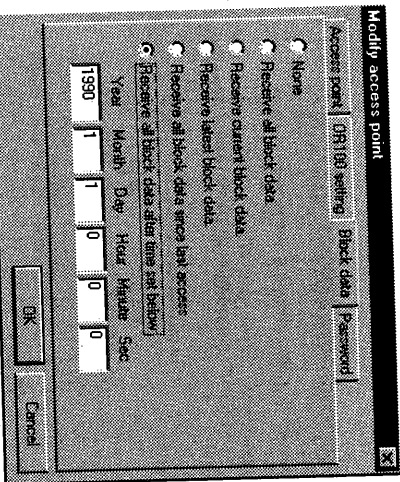 Modify access point
Access point DR100 setting Block data Password
None
Receive all block data
Receive current block data
Receive latest block data
Receive all block data since last access
Receive all block data after time set below
Year Month Day Hour Minute Sec
1990 1 1 0 0 0
OK Cancel